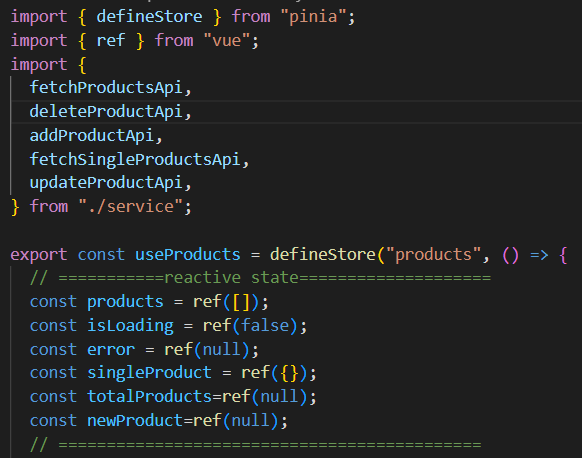 import { defineStore } from "pinia";
import { ref } from "vue";
import {
  fetchProductsApi,
  deleteProductApi,
  addProductApi,
  fetchSingleProductsApi,
  updateProductApi,
} from "./service";

export const useProducts = defineStore("products", () => {
  // ===========reactive state====================
  const products = ref([]);
  const isLoading = ref(false);
  const error = ref(null);
  const singleProduct = ref({});
  const totalProducts=ref(null);
  const newProduct=ref(null);
  // ============================================